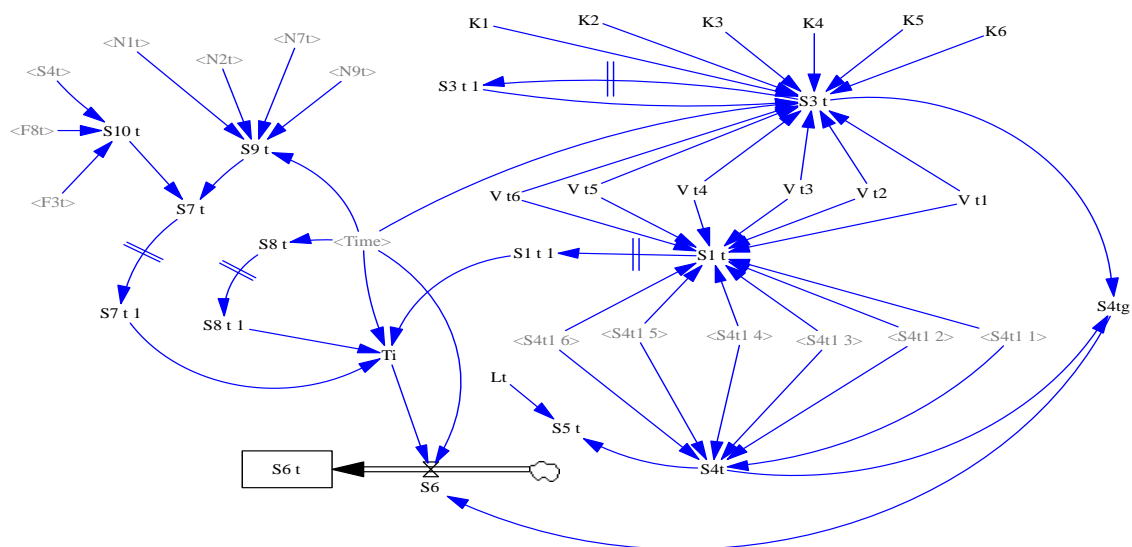 K1
K2
K3
K4
K5
K6
<N1t>
<N2t>
<N7t>
<N9t>
<S4t>
S3 t 1
S3 t
<F8t>
S10 t
S9 t
<F3t>
S7 t
V t6
V t5
V t4
V t3
V t2
V t1
S8 t
<Time>
S1 t 1
S1 t
S7 t 1
S8 t 1
S4tg
<S4t1 6>
<S4t1 5>
<S4t1 4>
<S4t1 3>
<S4t1 2>
<S4t1 1>
Ti
Lt
S5 t
S6 t
S6
S4t